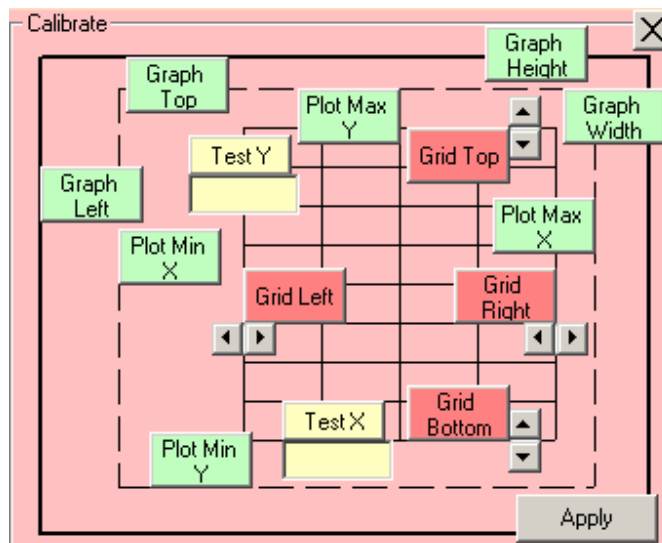 Calibrate
X
Graph
Height
Graph
Top
Plot Max
Y
Graph
Width
Test Y
Grid Top
Graph
Left
Plot Max
X
Plot Min
X
Grid Left
Grid
Right
Test X
Grid
Bottom
Plot Min
Y
Apply